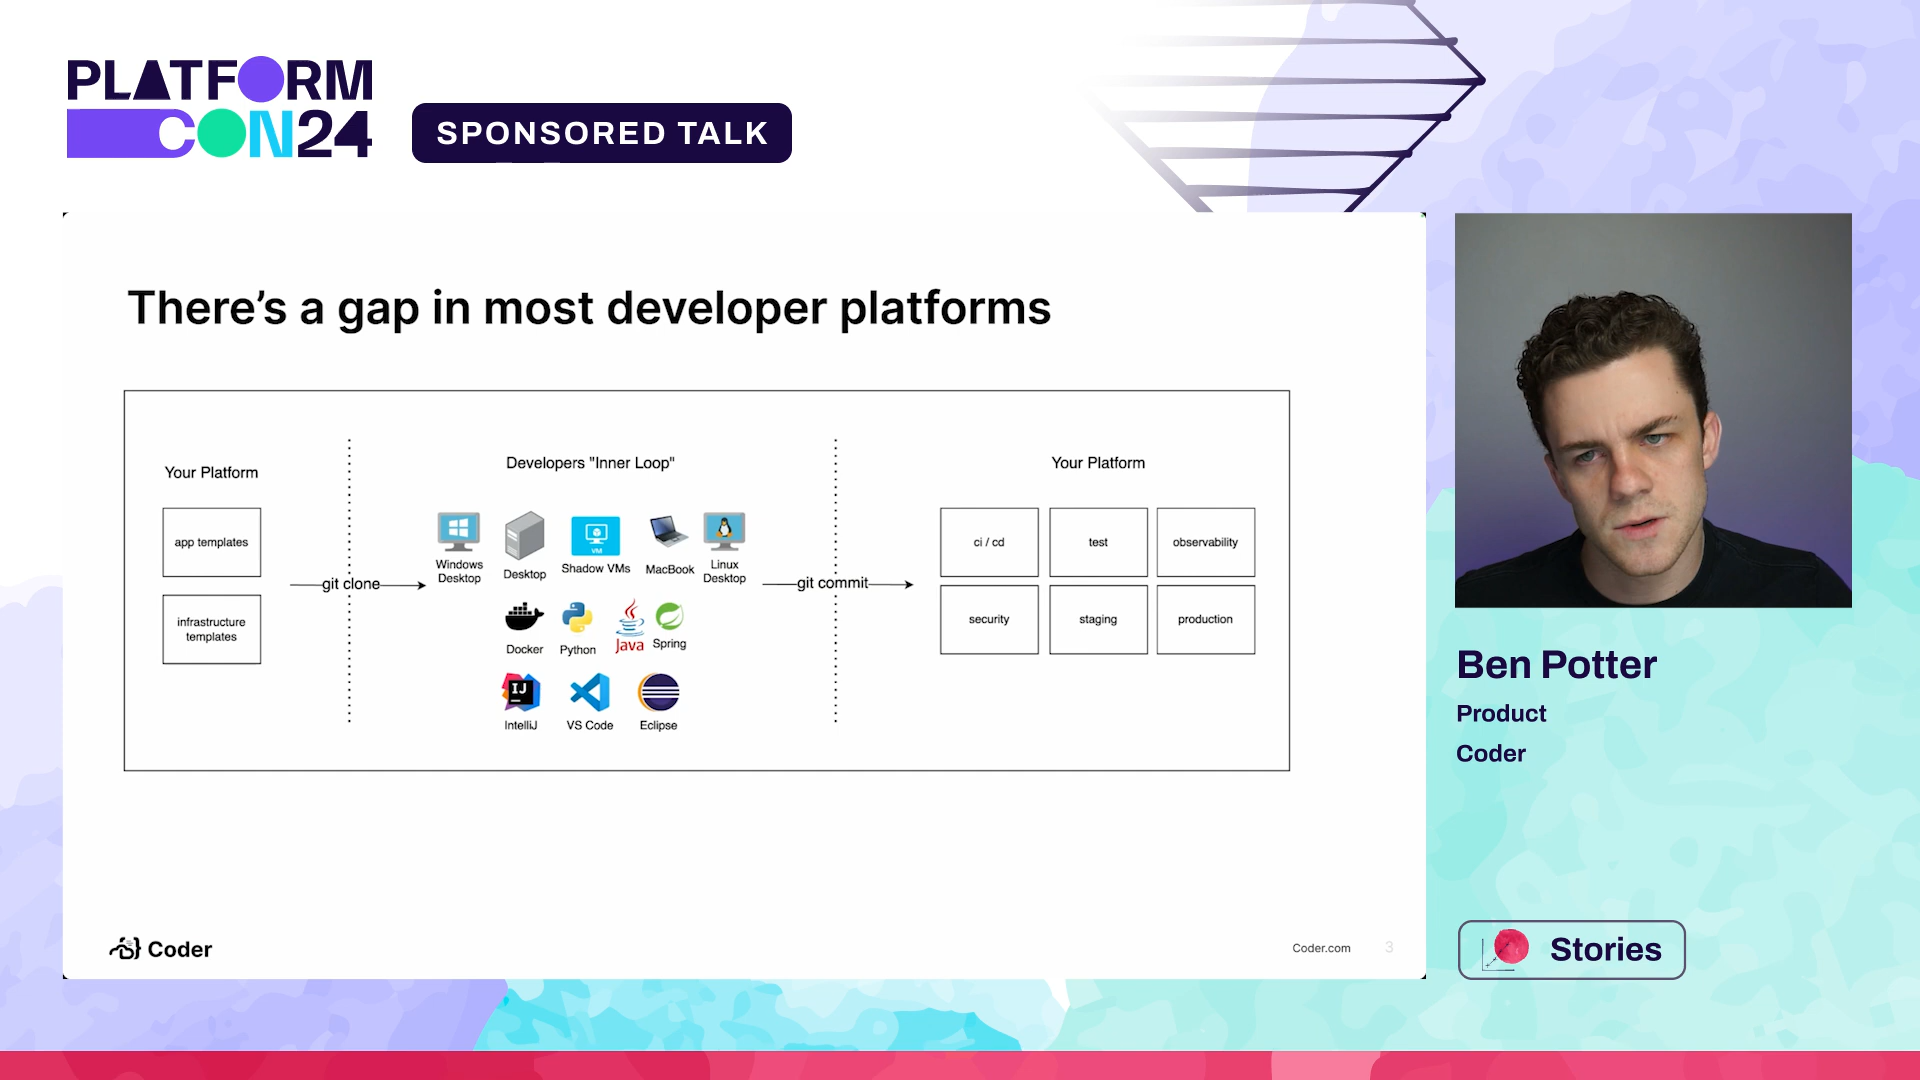 PLATFORM
CON24
SPONSORED TALK
There's a gap in most developer platforms
Your Platform
app templates
infrastructure
templates
git clone
Developers "Inner Loop"
Windows
Desktop
Desktop
VM
Shadow VMs
MacBook
Linux
Desktop
Docker
Python
Java
Spring
IJ
IntelliJ
VS Code
Eclipse
git commit
Your Platform
ci / cd
test
observability
security
staging
production
Coder
Coder.com
3
Ben Potter
Product
Coder
Stories